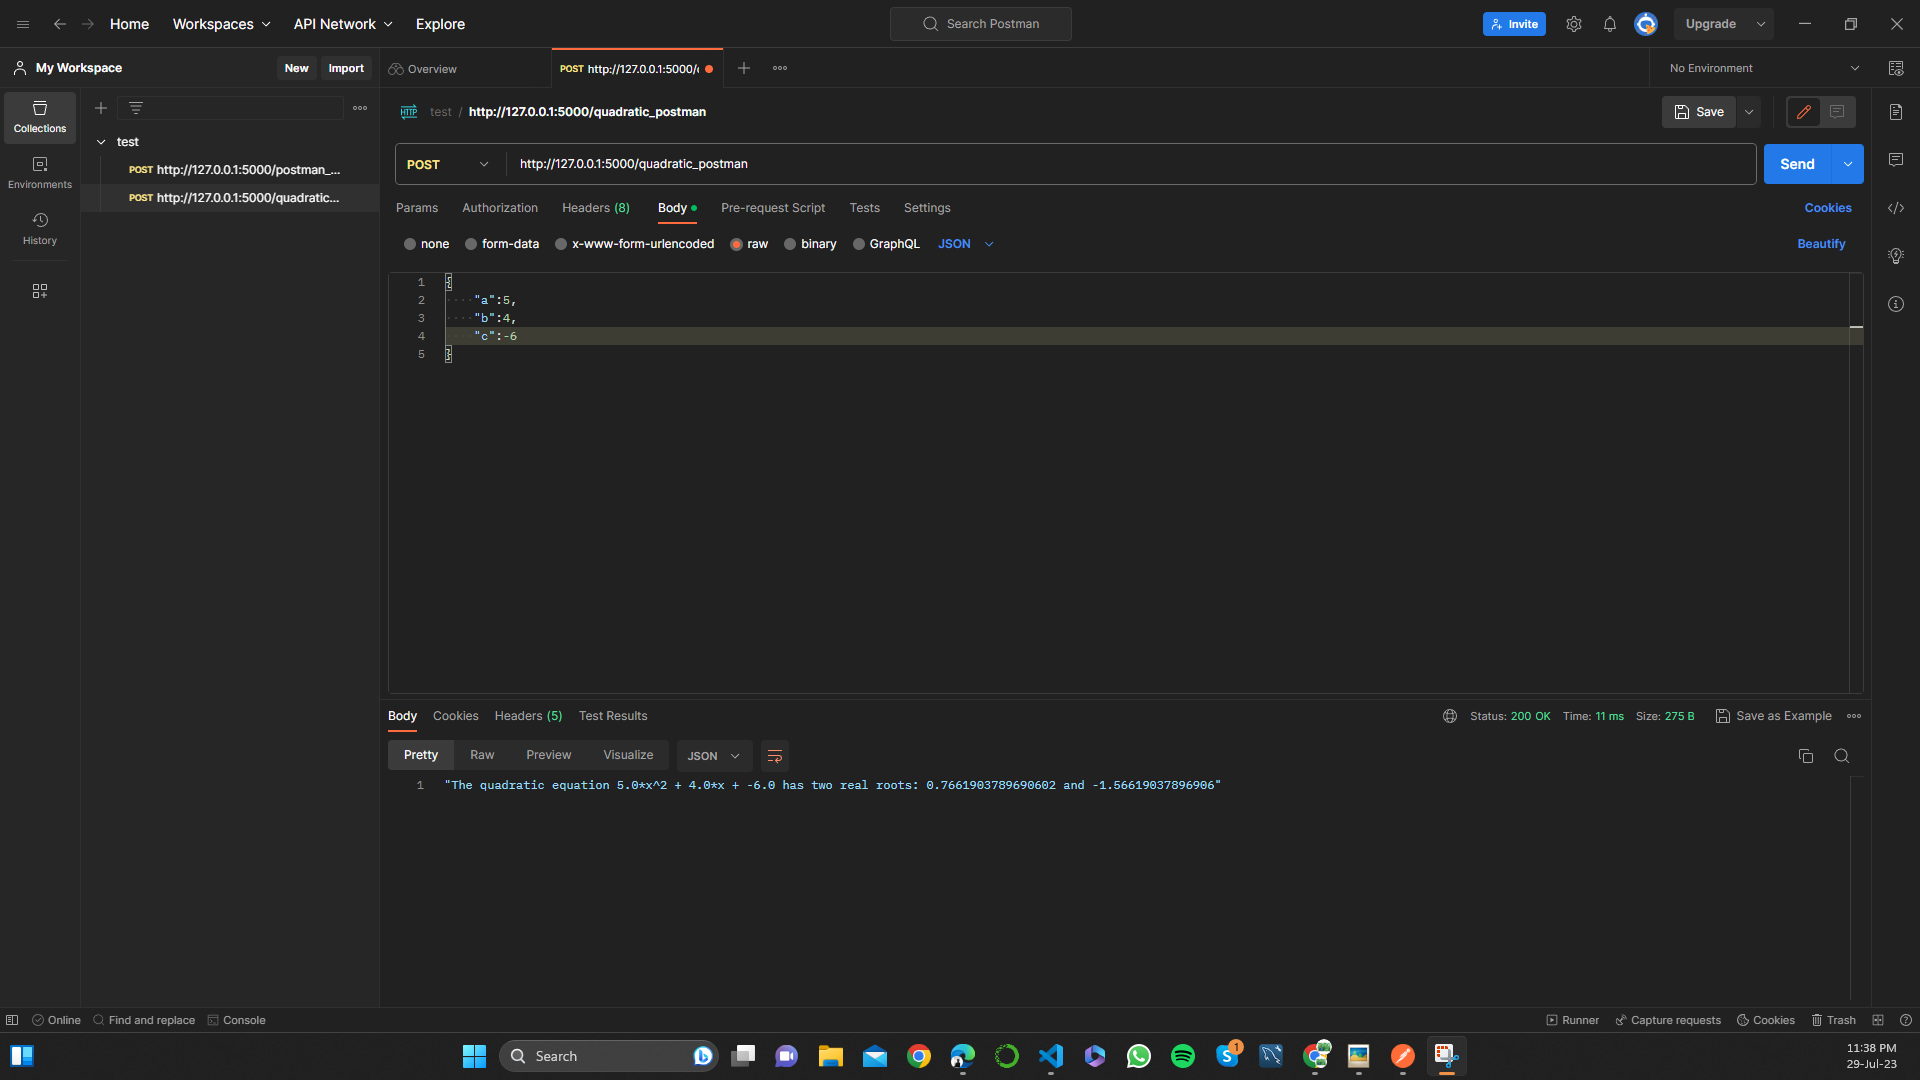 Home Workspaces API Network Explore Search Postman Invite Upgrade
My Workspace New Import Overview POST http://127.0.0.1:5000/ No Environment
test / http://127.0.0.1:5000/quadratic_postman Save
Collections
test
POST http://127.0.0.1:5000/postman_...
POST http://127.0.0.1:5000/quadratic...
Environments
History
POST http://127.0.0.1:5000/quadratic_postman Send
Params Authorization Headers (8) Body Pre-request Script Tests Settings Cookies
none form-data x-www-form-urlencoded raw binary GraphQL JSON Beautify
1 {
2 "a":5,
3 "b":4,
4 "c":-6
5 }
Body Cookies Headers (5) Test Results Status: 200 OK Time: 11 ms Size: 275 B Save as Example
Pretty Raw Preview Visualize JSON
1 "The quadratic equation 5.0*x^2 + 4.0*x + -6.0 has two real roots: 0.7661903789690602 and -1.56619037896906"
Online Find and replace Console Runner Capture requests Cookies Trash
Search 1 11:38 PM
29-Jul-23